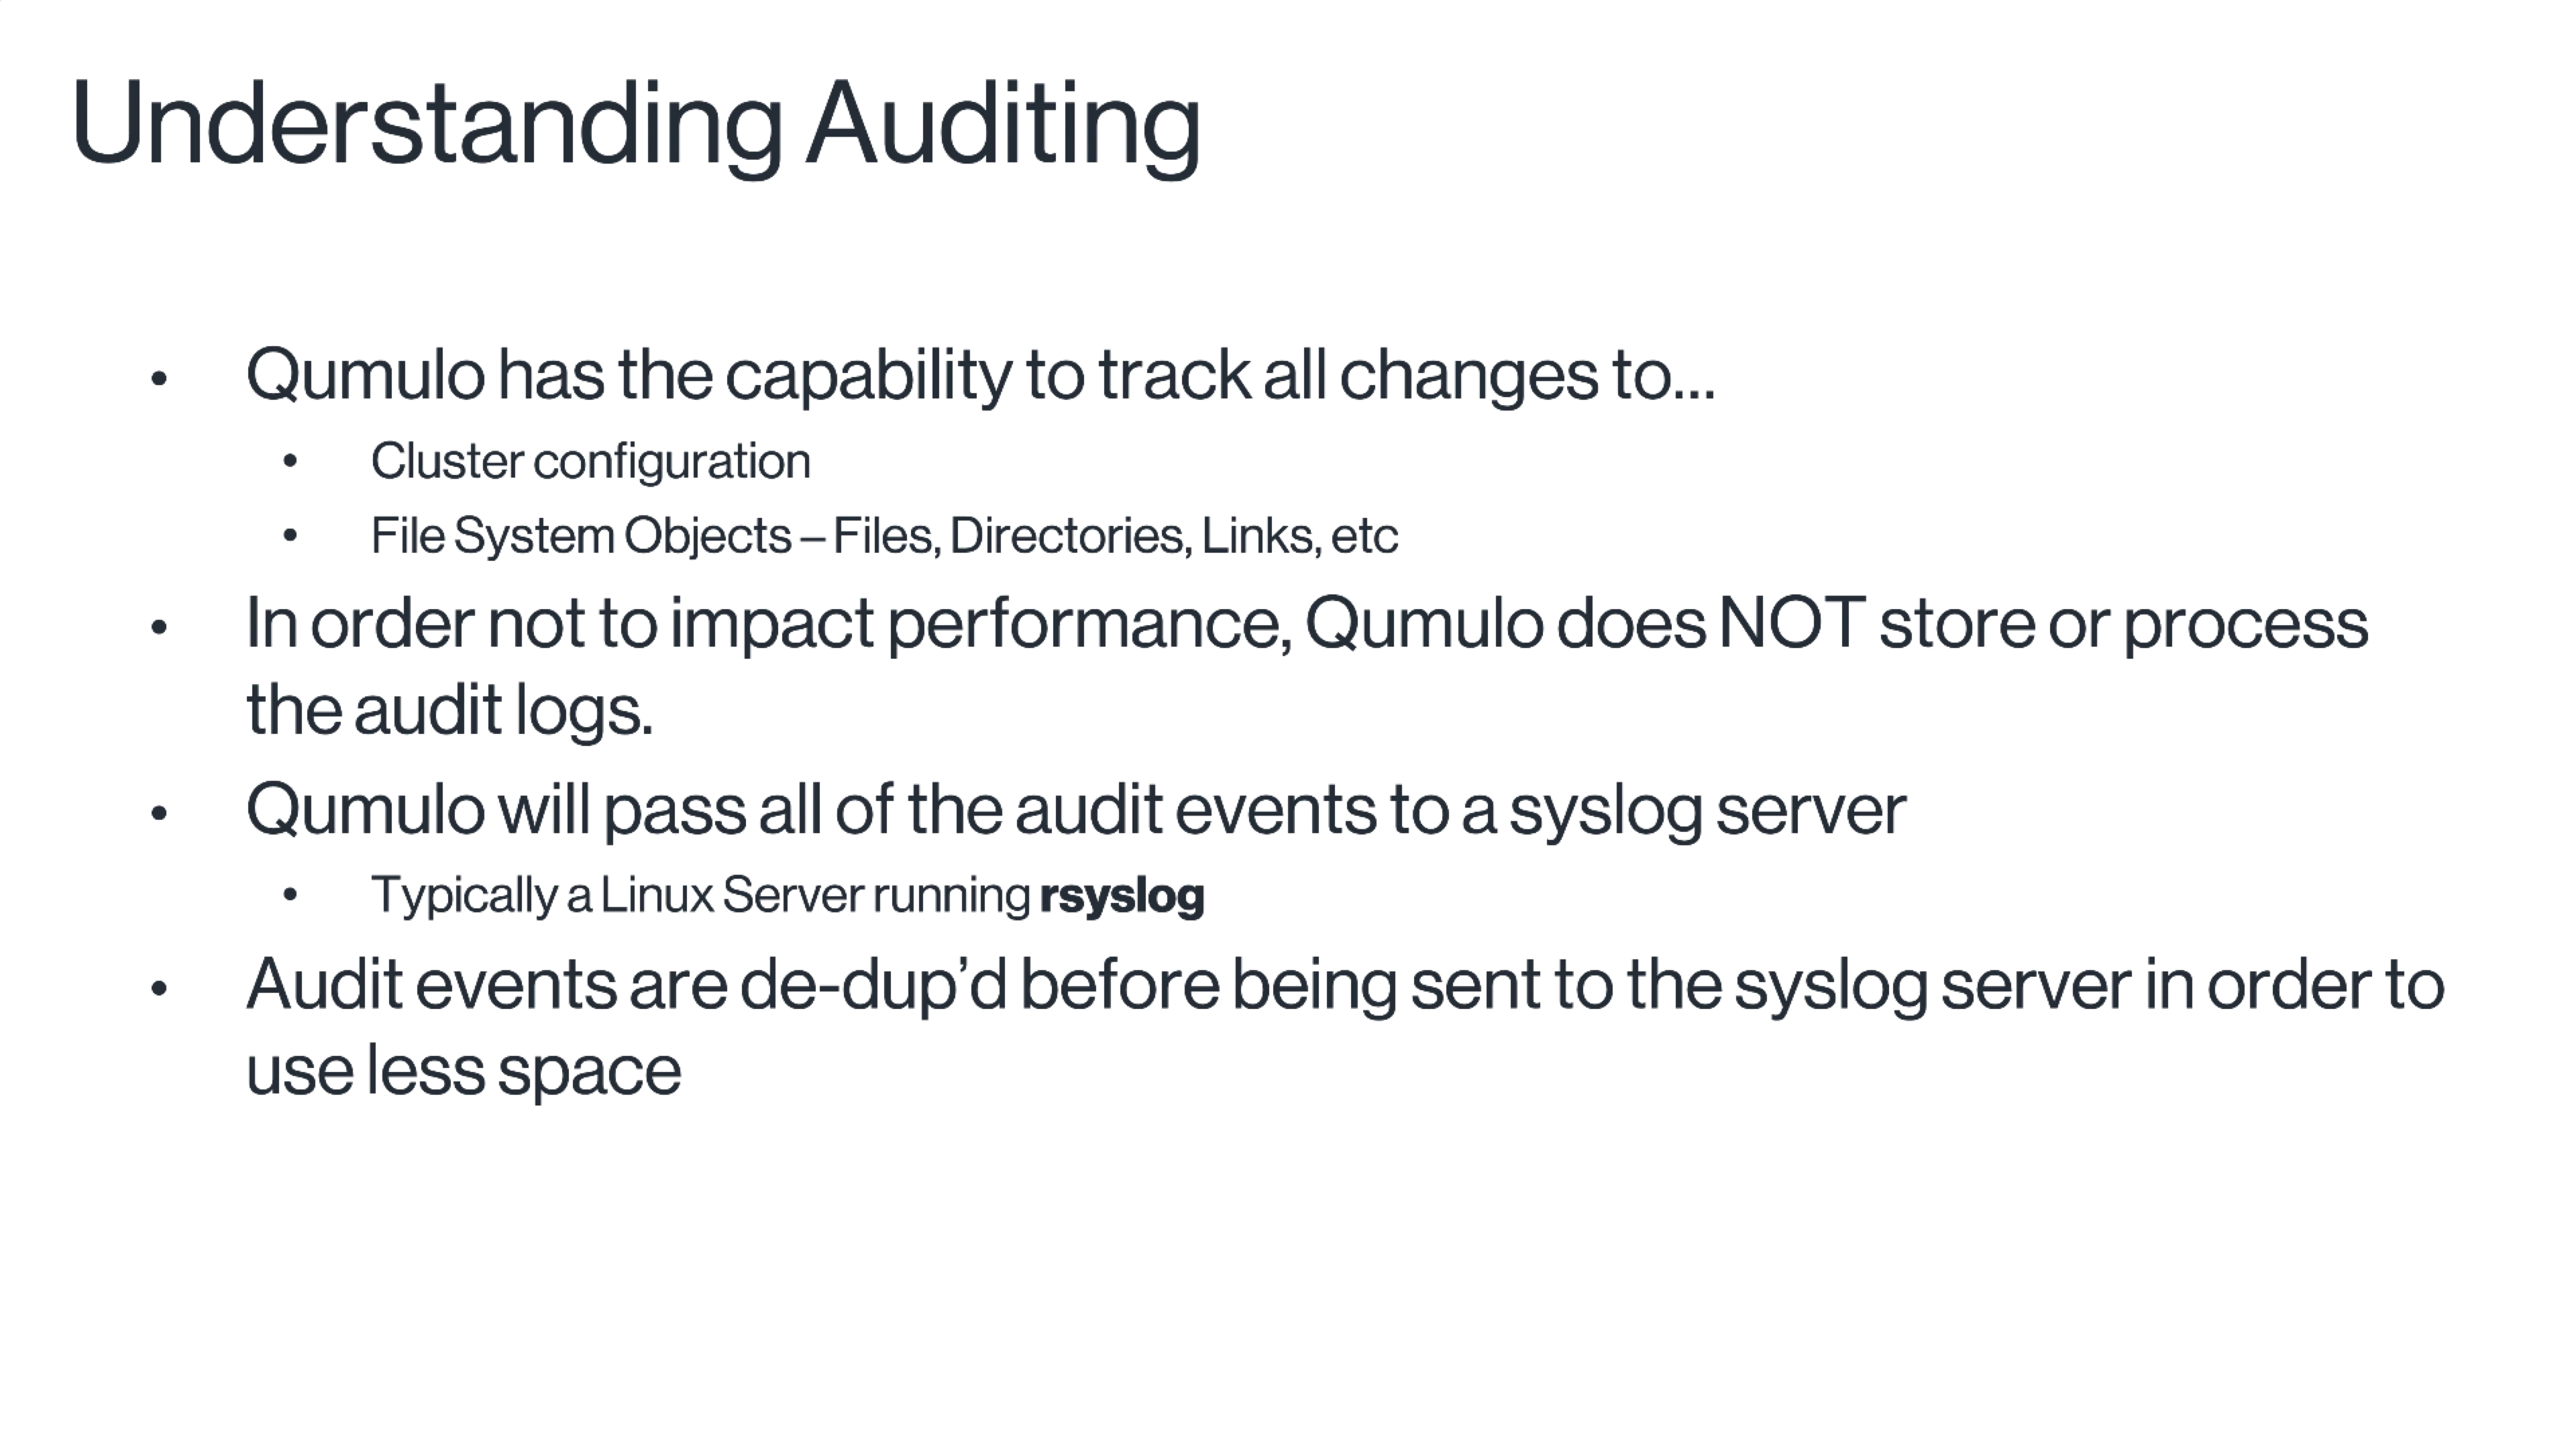 Understanding Auditing
• Qumulo has the capability to track all changes to...
• Cluster configuration
• File System Objects – Files, Directories, Links, etc
• In order not to impact performance, Qumulo does NOT store or process
the audit logs.
• Qumulo will pass all of the audit events to a syslog server
• Typically a Linux Server running rsyslog
• Audit events are de-dup’d before being sent to the syslog server in order to
use less space